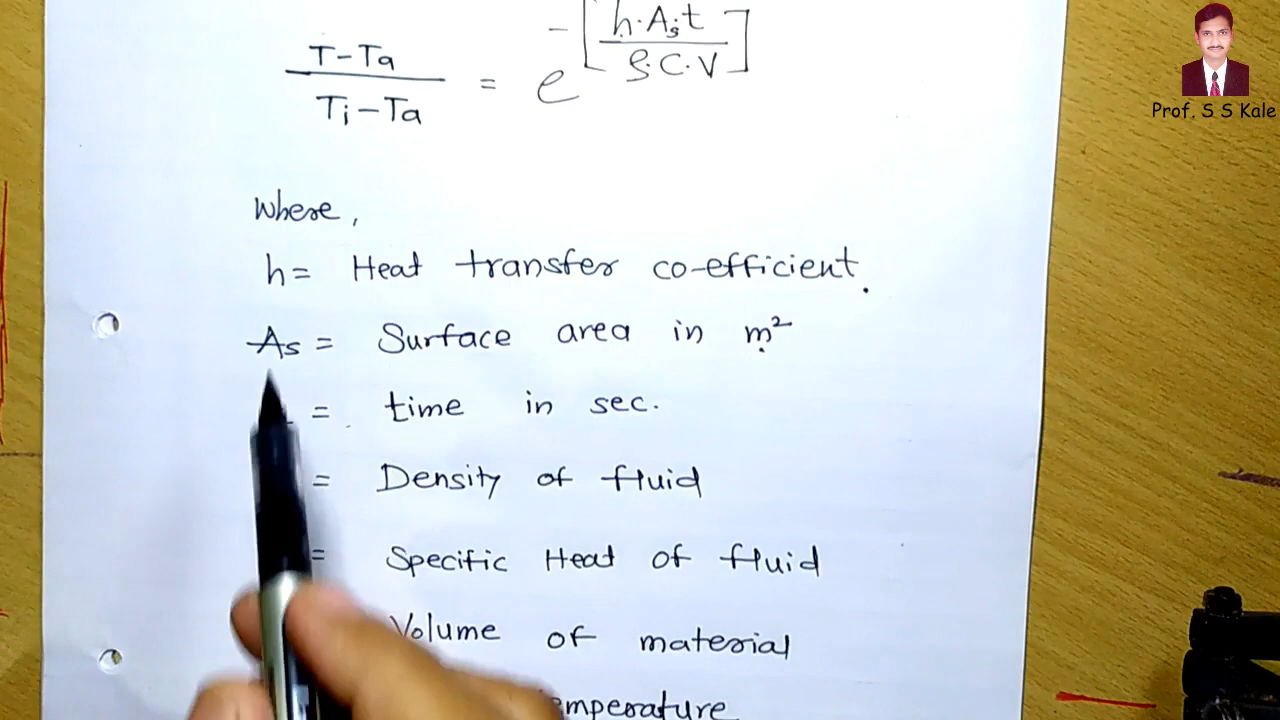 T-Ta / Ti-Ta = e -[h·Ast / ρ·C·V]
Prof. S S Kale
Where,
h = Heat transfer co-efficient.
As = Surface area in m²
= time in sec.
= Density of fluid
= Specific Heat of fluid
Volume of material